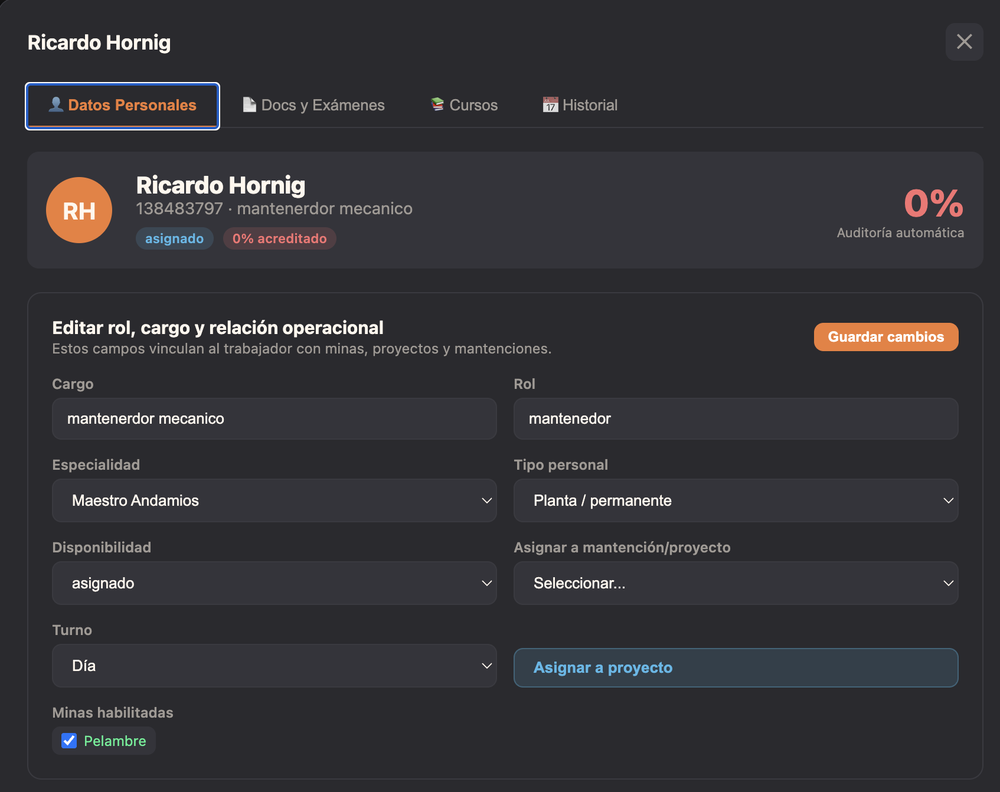 Ricardo Hornig
Datos Personales
Docs y Exámenes
Cursos
Historial
RH
Ricardo Hornig
138483797 · mantenerdor mecanico
asignado
0% acreditado
0%
Auditoría automática
Editar rol, cargo y relación operacional
Estos campos vinculan al trabajador con minas, proyectos y mantenciones.
Guardar cambios
Cargo
mantenerdor mecanico
Rol
mantenedor
Especialidad
Maestro Andamios
Tipo personal
Planta / permanente
Disponibilidad
asignado
Asignar a mantención/proyecto
Seleccionar...
Turno
Día
Asignar a proyecto
Minas habilitadas
Pelambre